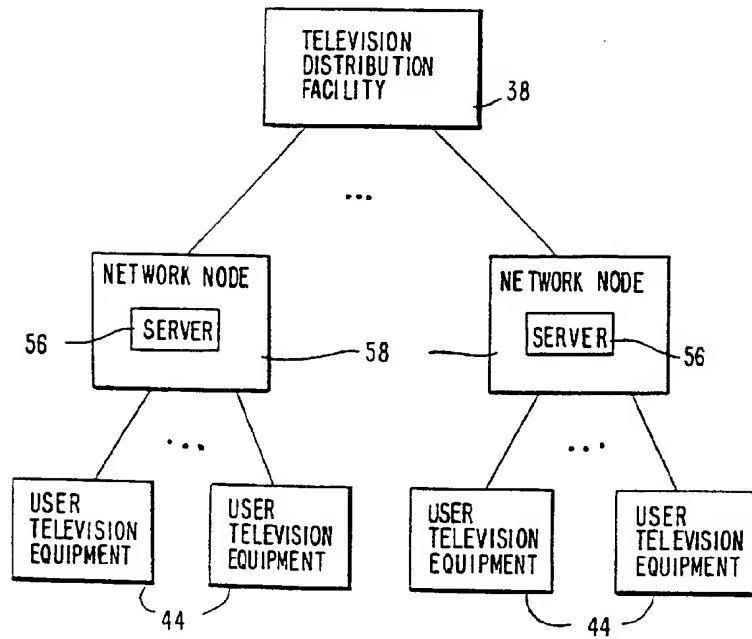 TELEVISION
DISTRIBUTION
FACILITY
38
...
NETWORK NODE
SERVER
56
58
NETWORK NODE
SERVER
56
...
...
USER
TELEVISION
EQUIPMENT
USER
TELEVISION
EQUIPMENT
USER
TELEVISION
EQUIPMENT
USER
TELEVISION
EQUIPMENT
44
44